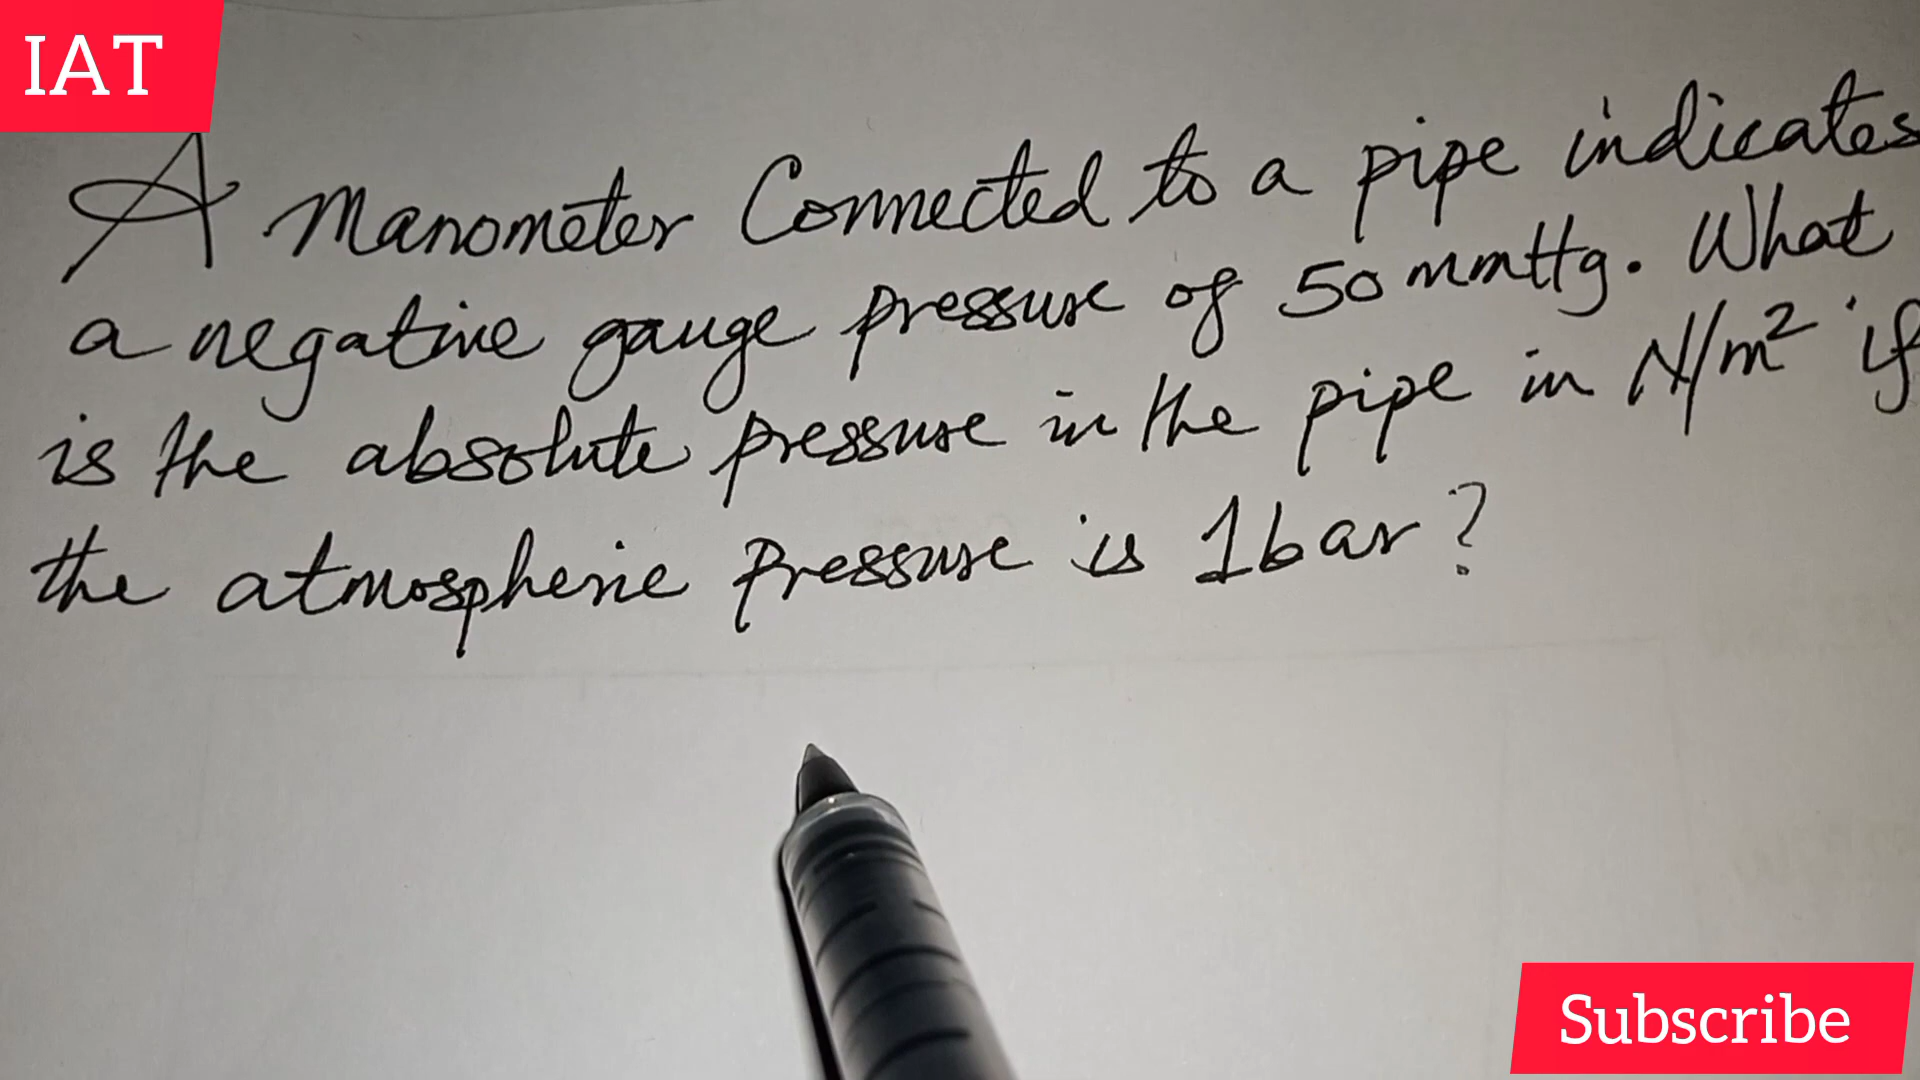 IAT
A Manometer Connected to a pipe indicates
a negative gauge pressure of 50 mmHg. What
is the absolute pressure in the pipe in N/m² if
the atmospheric Pressure is 1bar?
Subscribe